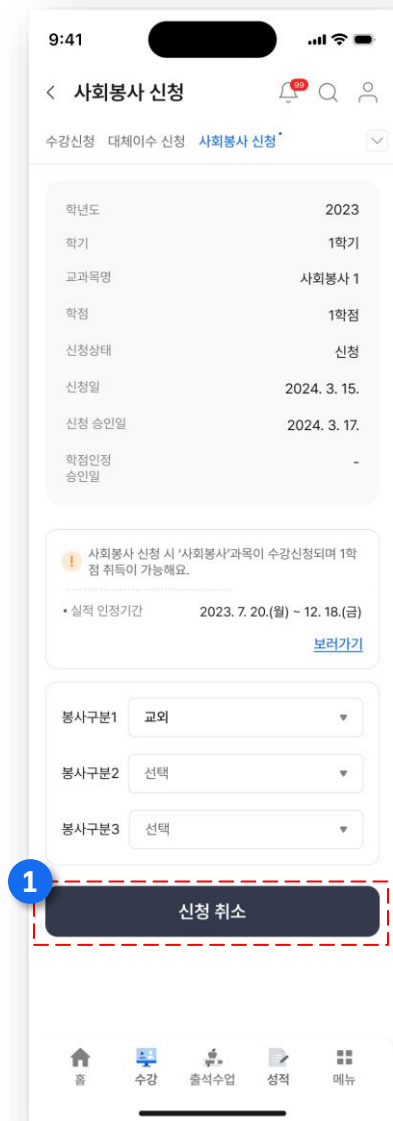 9:41
사회봉사 신청
99
수강신청 대체이수 신청 사회봉사 신청
학년도 2023
학기 1학기
교과목명 사회봉사 1
학점 1학점
신청상태 신청
신청일 2024. 3. 15.
신청 승인일 2024. 3. 17.
학점인정 -
승인일
! 사회봉사 신청 시 '사회봉사'과목이 수강신청되며 1학
점 취득이 가능해요.
• 실적 인정기간 2023. 7. 20.(월) ~ 12. 18.(금)
보러가기
봉사구분1 교외
봉사구분2 선택
봉사구분3 선택
1
신청 취소
홈 수강 출석수업 성적 메뉴